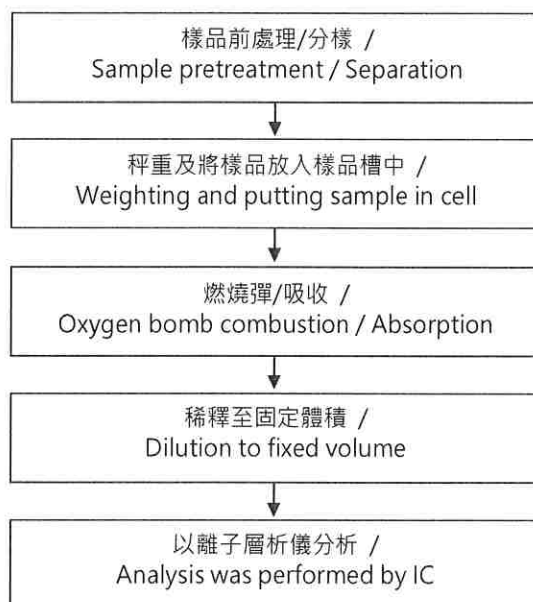 樣品前處理/分樣 /
Sample pretreatment / Separation
秤重及將樣品放入樣品槽中 /
Weighting and putting sample in cell
燃燒彈/吸收 /
Oxygen bomb combustion / Absorption
稀釋至固定體積 /
Dilution to fixed volume
以離子層析儀分析 /
Analysis was performed by IC